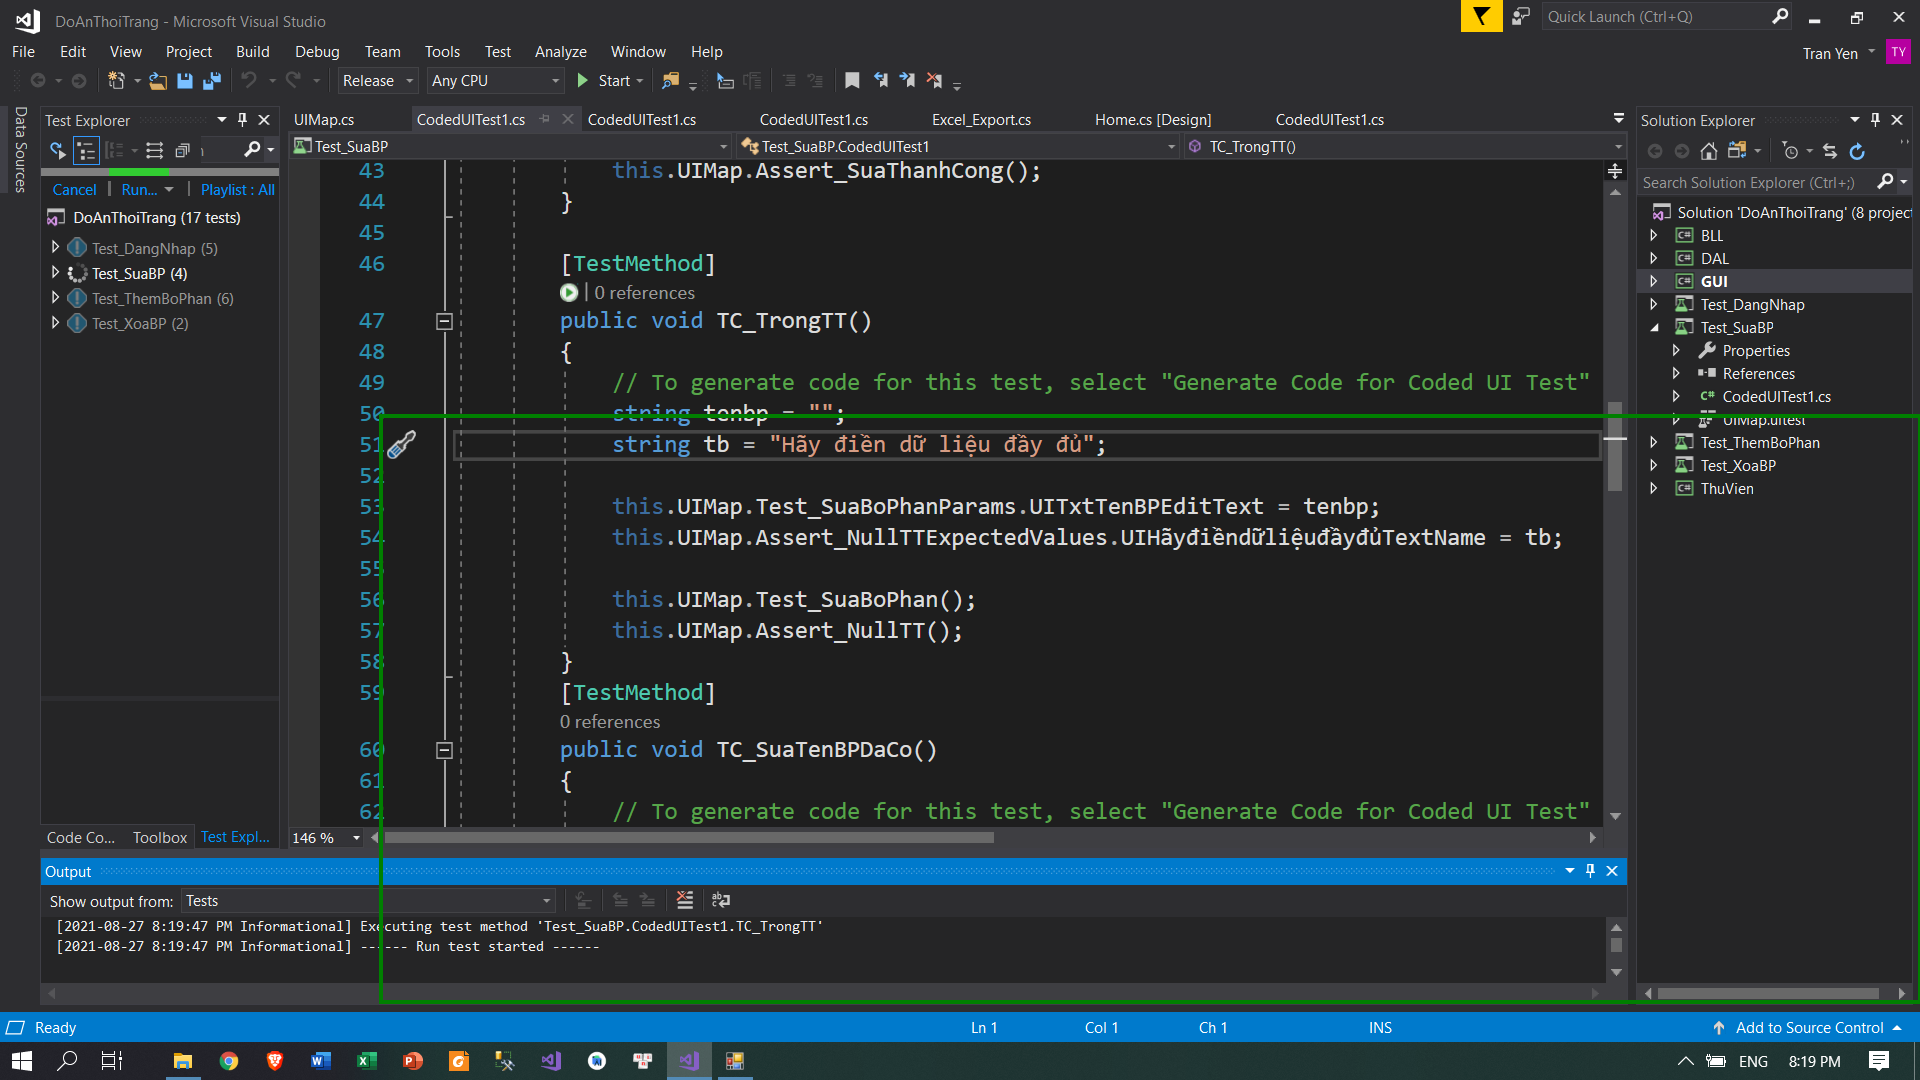 DoAnThoiTrang - Microsoft Visual Studio
Quick Launch (Ctrl+Q)
File Edit View Project Build Debug Team Tools Test Analyze Window Help
Tran Yen TY
Release Any CPU Start
Data Sources
Test Explorer
Cancel Run... Playlist : All
DoAnThoiTrang (17 tests)
Test_DangNhap (5)
Test_SuaBP (4)
Test_ThemBoPhan (6)
Test_XoaBP (2)
Code Co... Toolbox Test Expl...
UIMap.cs CodedUITest1.cs CodedUITest1.cs CodedUITest1.cs Excel_Export.cs Home.cs [Design] CodedUITest1.cs
Test_SuaBP Test_SuaBP.CodedUITest1 TC_TrongTT()
43 this.UIMap.Assert_SuaThanhCong();
44 }
45
46 [TestMethod]
| 0 references
47 public void TC_TrongTT()
48 {
49 // To generate code for this test, select "Generate Code for Coded UI Test"
50 string tenbp = "";
51 string tb = "Hãy điền dữ liệu đầy đủ";
52
53 this.UIMap.Test_SuaBoPhanParams.UITxtTenBPEditText = tenbp;
54 this.UIMap.Assert_NullTTExpectedValues.UIHãyđiềndữliệuđầyđủTextName = tb;
55
56 this.UIMap.Test_SuaBoPhan();
57 this.UIMap.Assert_NullTT();
58 }
59 [TestMethod]
0 references
60 public void TC_SuaTenBPDaCo()
61 {
62 // To generate code for this test, select "Generate Code for Coded UI Test"
146 %
Solution Explorer
Search Solution Explorer (Ctrl+;)
Solution 'DoAnThoiTrang' (8 project
BLL
DAL
GUI
Test_DangNhap
Test_SuaBP
Properties
References
CodedUITest1.cs
UIMap.uitest
Test_ThemBoPhan
Test_XoaBP
ThuVien
Output
Show output from: Tests
[2021-08-27 8:19:47 PM Informational] Executing test method 'Test_SuaBP.CodedUITest1.TC_TrongTT'
[2021-08-27 8:19:47 PM Informational] ------ Run test started ------
Ready Ln 1 Col 1 Ch 1 INS Add to Source Control
ENG 8:19 PM